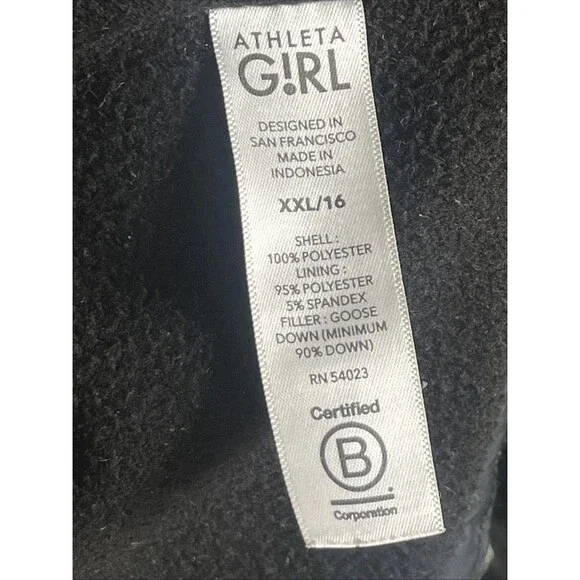 ATHLETA
G!RL
DESIGNED IN
SAN FRANCISCO
MADE IN
INDONESIA
XXL/16
SHELL :
100% POLYESTER
LINING :
95% POLYESTER
5% SPANDEX
FILLER : GOOSE
DOWN (MINIMUM
90% DOWN)
RN 54023
Certified
B
Corporation